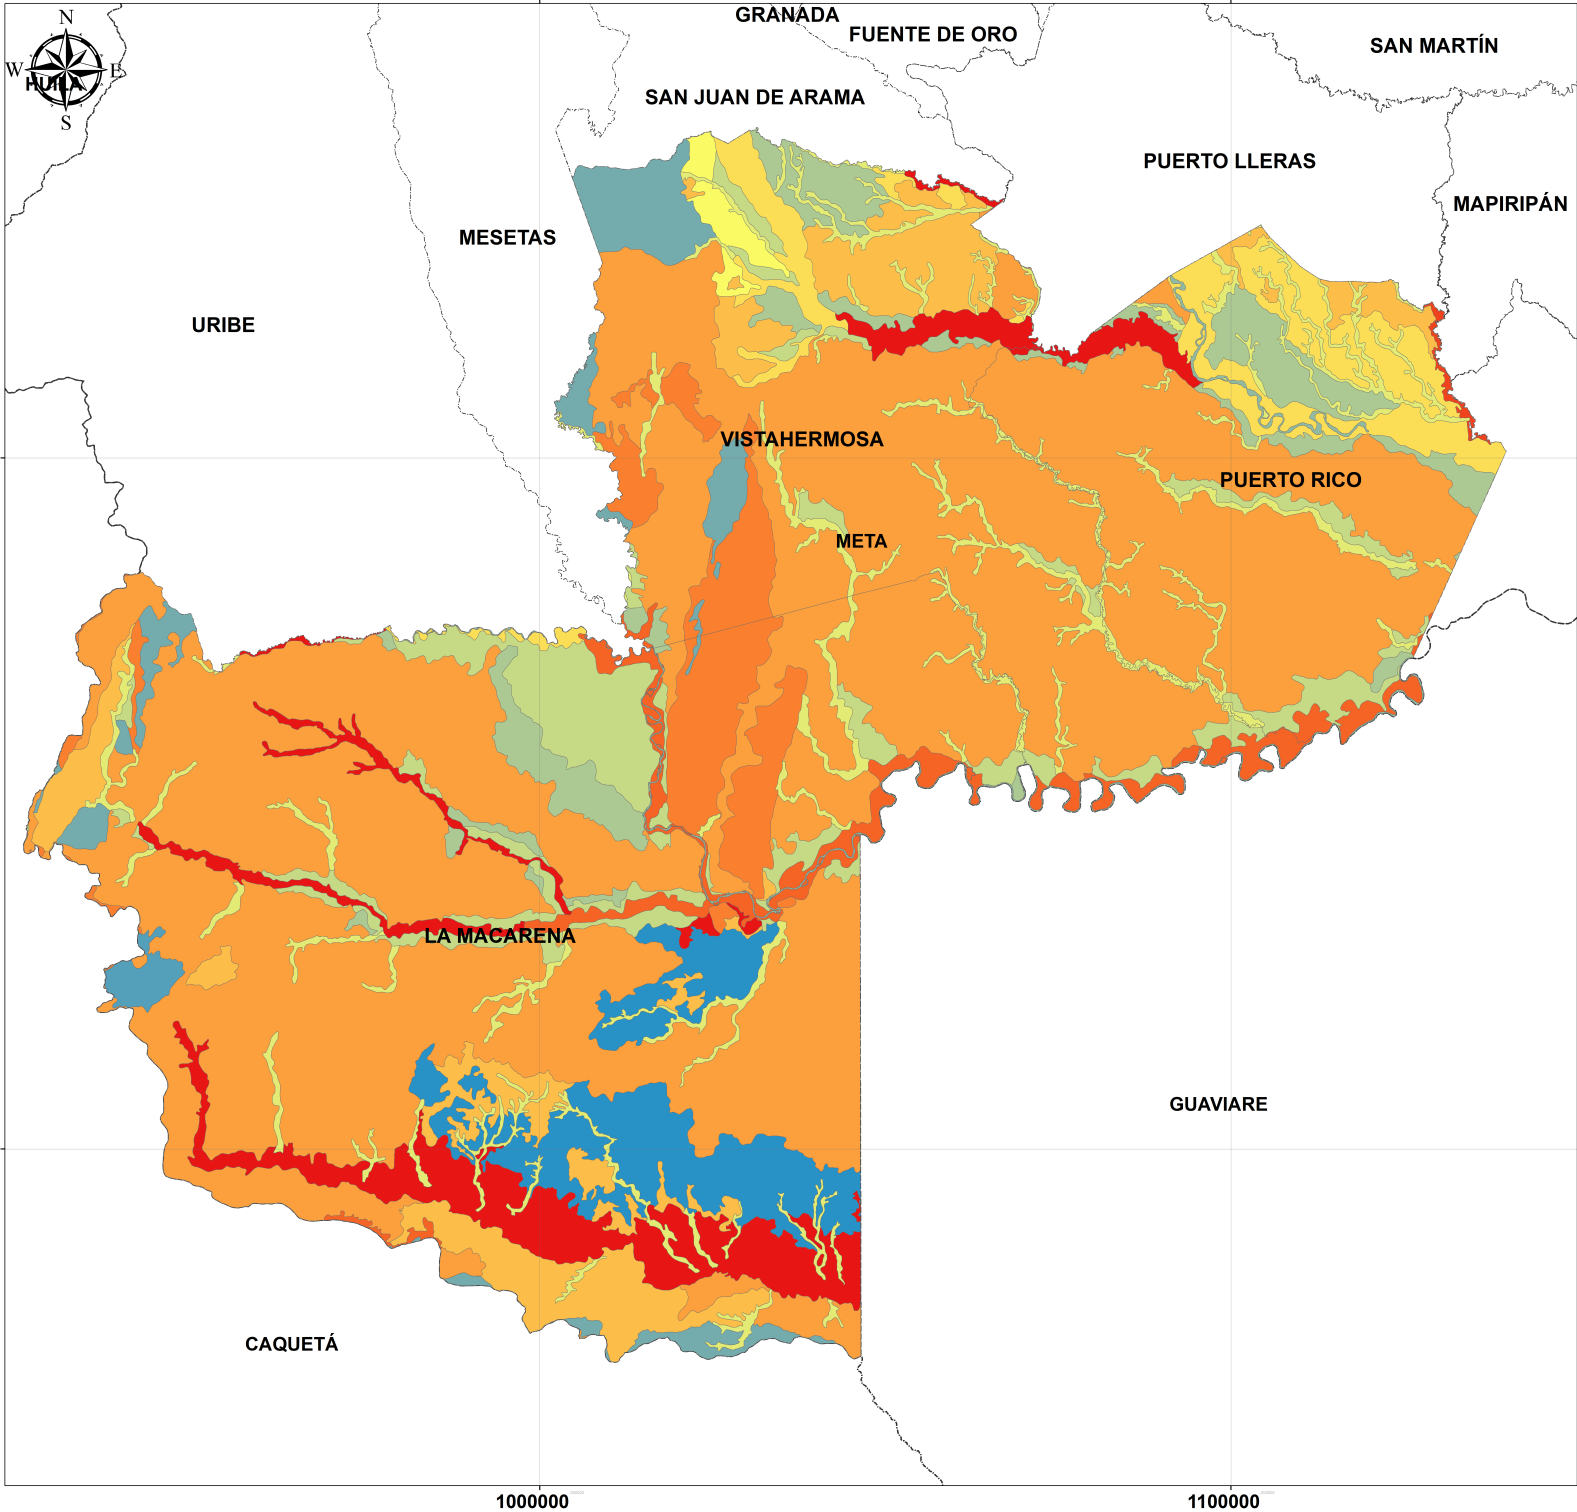 GRANADA
N
FUENTE DE ORO
SAN MARTÍN
W
E
HUILA
SAN JUAN DE ARAMA
S
PUERTO LLERAS
MAPIRIPÁN
MESETAS
URIBE
VISTAHERMOSA
PUERTO RICO
META
LA MACARENA
GUAVIARE
CAQUETÁ
1000000
1100000